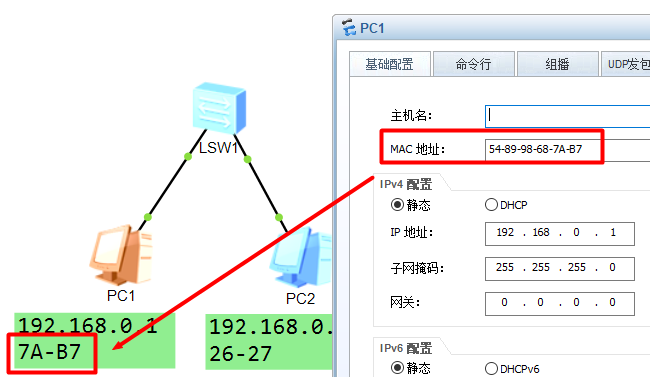 PC1
基础配置
命令行
组播
UDP发包
主机名:
MAC 地址:
54-89-98-68-7A-B7
IPv4 配置
静态
DHCP
IP 地址:
192 . 168 . 0 . 1
子网掩码:
255 . 255 . 255 . 0
网关:
0 . 0 . 0 . 0
IPv6 配置
静态
DHCPv6
LSW1
PC1
PC2
192.168.0.1
7A-B7
192.168.0.
26-27